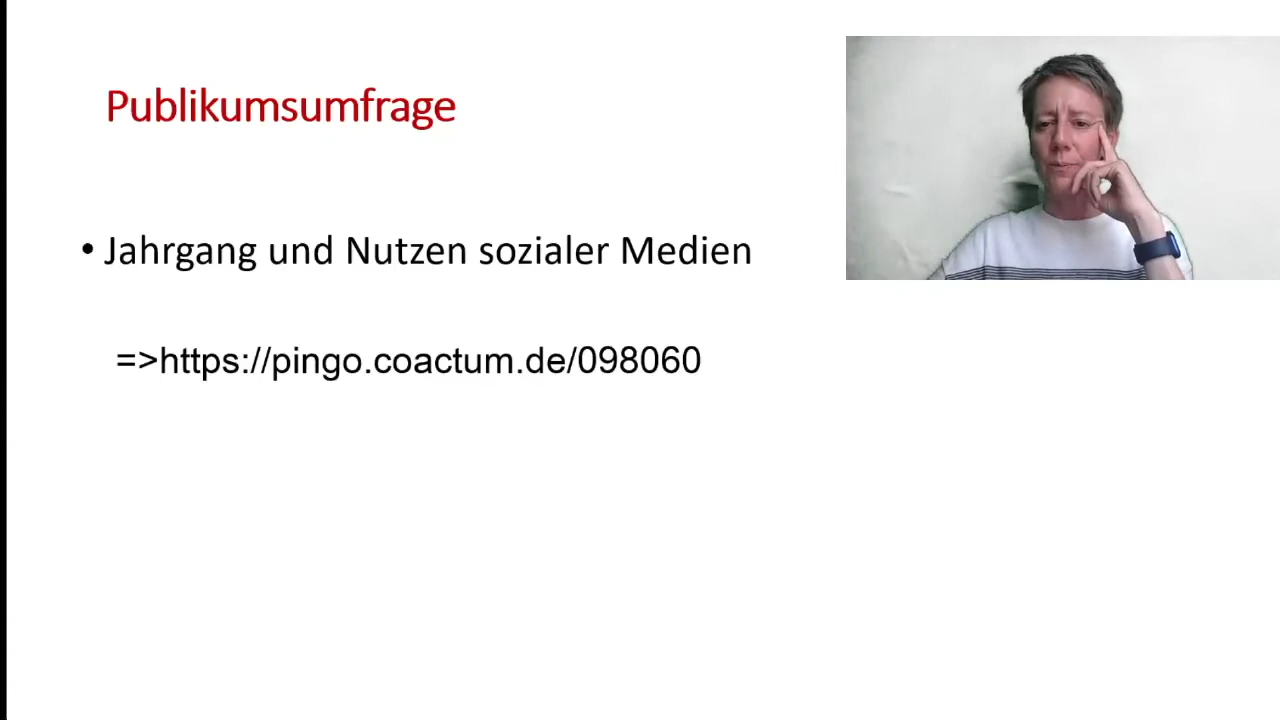 Publikumsumfrage
• Jahrgang und Nutzen sozialer Medien
=>https://pingo.coactum.de/098060